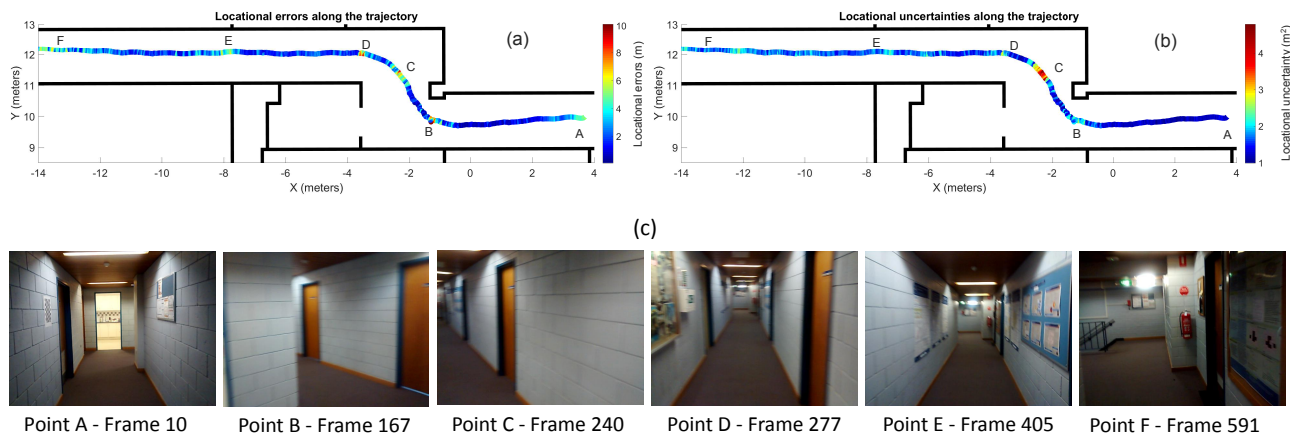 Locational errors along the trajectory
(a)
F
E
D
C
B
A
13
12
11
10
9
Y (meters)
-14
-12
-10
-8
-6
-4
-2
0
2
4
X (meters)
10
8
6
4
2
Locational errors (m)
Locational uncertainties along the trajectory
(b)
F
E
D
C
B
A
13
12
11
10
9
Y (meters)
-14
-12
-10
-8
-6
-4
-2
0
2
4
X (meters)
4
3
2
1
Locational uncertainty (m²)
(c)
Point A - Frame 10
Point B - Frame 167
Point C - Frame 240
Point D - Frame 277
Point E - Frame 405
Point F - Frame 591